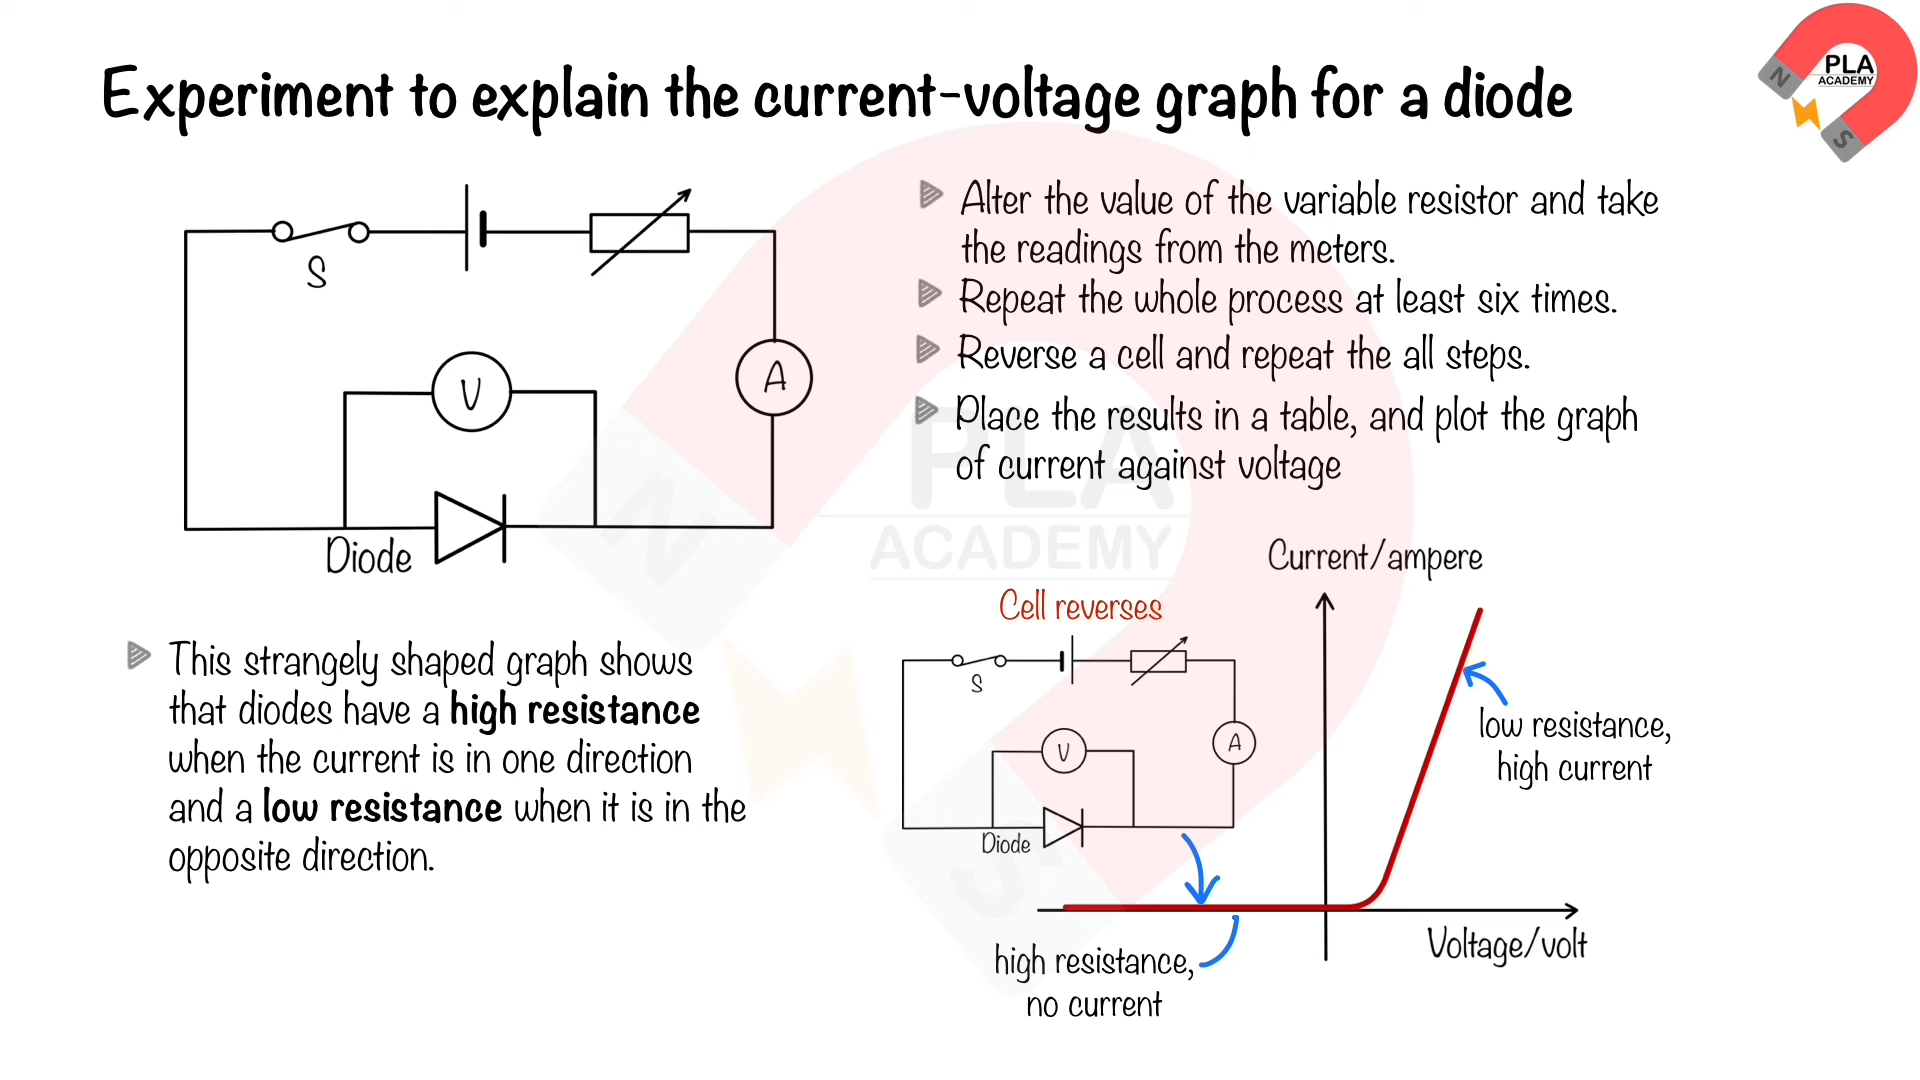 Experiment to explain the current-voltage graph for a diode
PLA
ACADEMY
N
S
S
V
A
Diode
Alter the value of the variable resistor and take
the readings from the meters.
Repeat the whole process at least six times.
Reverse a cell and repeat the all steps.
Place the results in a table, and plot the graph
of current against voltage
PLA
ACADEMY
N
S
This strangely shaped graph shows
that diodes have a high resistance
when the current is in one direction
and a low resistance when it is in the
opposite direction.
Cell reverses
S
V
A
Diode
Current/ampere
low resistance,
high current
Voltage/volt
high resistance,
no current